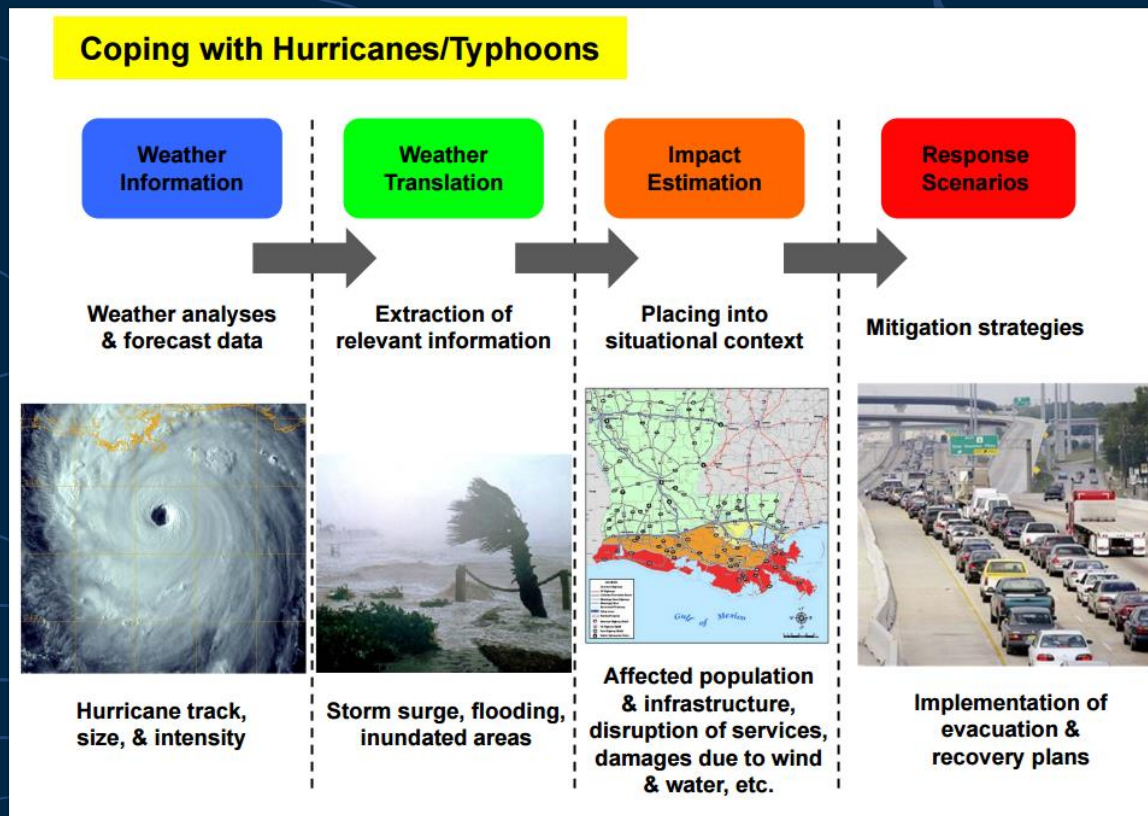 Coping with Hurricanes/Typhoons
Weather
Information
Weather
Translation
Impact
Estimation
Response
Scenarios
Weather analyses
& forecast data
Extraction of
relevant information
Placing into
situational context
Mitigation strategies
Gulf of Mexico
Hurricane track,
size, & intensity
Storm surge, flooding,
inundated areas
Affected population
& infrastructure,
disruption of services,
damages due to wind
& water, etc.
Implementation of
evacuation &
recovery plans